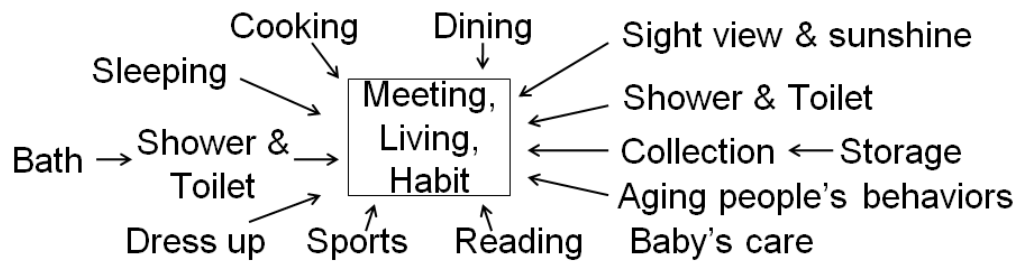 Cooking
Dining
Sight view & sunshine
Sleeping
Meeting,
Living,
Habit
Shower & Toilet
Bath
Shower &
Toilet
Collection
Storage
Aging people's behaviors
Dress up
Sports
Reading
Baby's care